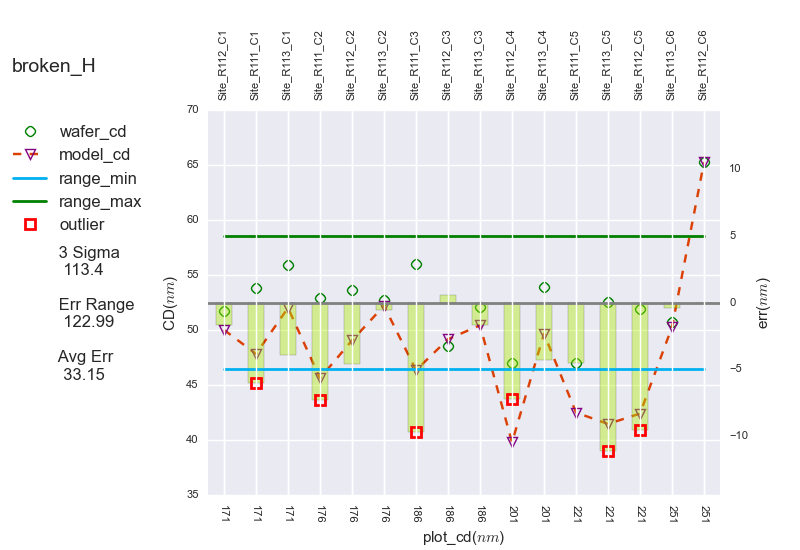 Site_R112_C1
Site_R111_C1
Site_R113_C1
Site_R111_C2
Site_R112_C2
Site_R113_C2
Site_R111_C3
Site_R112_C3
Site_R113_C3
Site_R112_C4
Site_R113_C4
Site_R111_C5
Site_R113_C5
Site_R112_C5
Site_R113_C6
Site_R112_C6
broken_H
wafer_cd
model_cd
range_min
range_max
outlier
3 Sigma
113.4
Err Range
122.99
Avg Err
33.15
CD(nm)
70
65
60
55
50
45
40
35
10
5
0
−5
−10
err(nm)
171
171
171
176
176
176
186
186
186
201
201
221
221
221
251
251
plot_cd(nm)